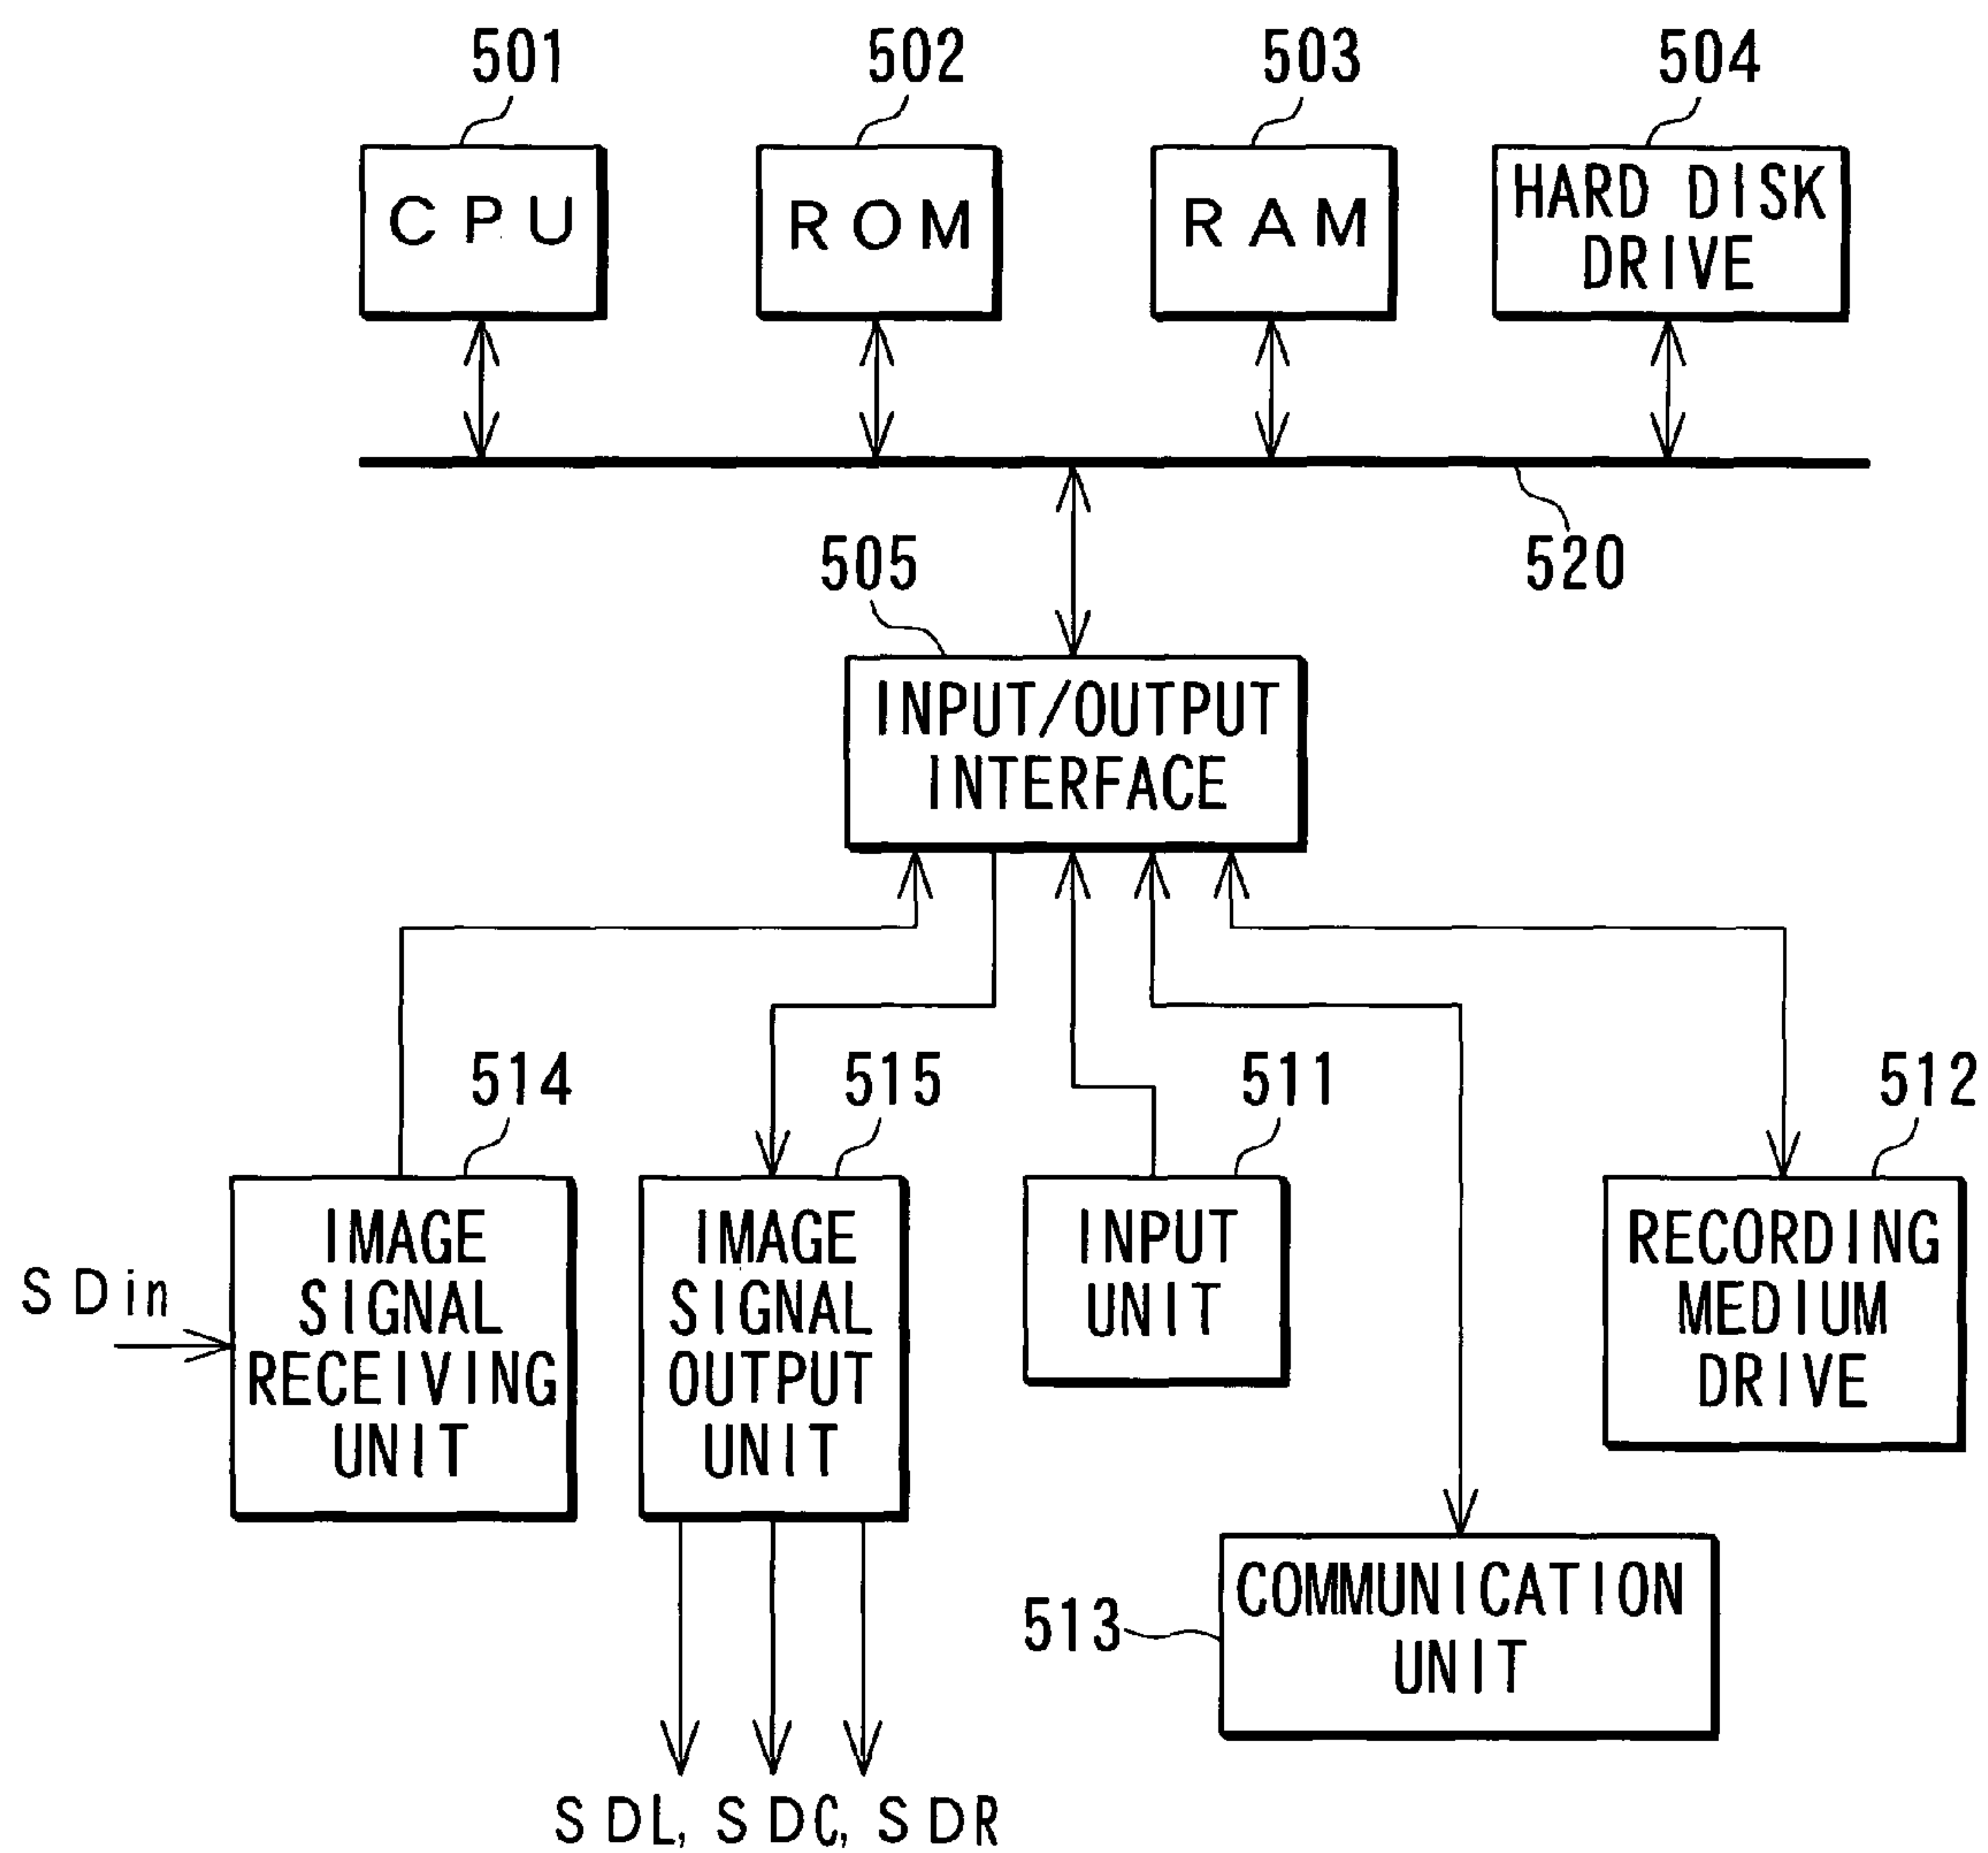 501
502
503
504
CPU
ROM
RAM
HARD DISK
DRIVE
520
505
INPUT/OUTPUT
INTERFACE
514
515
511
512
SDin
IMAGE
SIGNAL
RECEIVING
UNIT
IMAGE
SIGNAL
OUTPUT
UNIT
INPUT
UNIT
RECORDING
MEDIUM
DRIVE
513
COMMUNICATION
UNIT
SDL, SDC, SDR